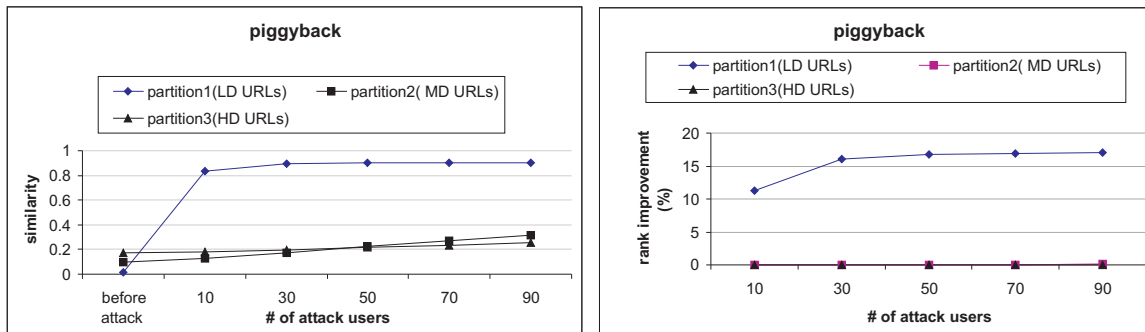 piggyback
partition1(LD URLs)
partition2( MD URLs)
partition3(HD URLs)
similarity
1
0.8
0.6
0.4
0.2
0
before attack
10
30
50
70
90
# of attack users
piggyback
partition1(LD URLs)
partition2( MD URLs)
partition3(HD URLs)
rank improvement
(%)
20
15
10
5
0
10
30
50
70
90
# of attack users